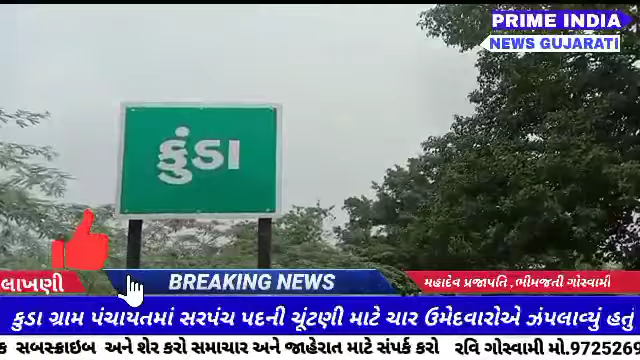 PRIME INDIA
NEWS GUJARATI
કુંડા
લાખણી
BREAKING NEWS
મહાદેવ પ્રજાપતિ ,ભીમજતી ગોસ્વામી
કુડા ગ્રામ પંચાયતમાં સરપંચ પદની ચૂંટણી માટે ચાર ઉમેદવારોએ ઝંપલાવ્યું હતું
ક સબસ્ક્રાઇબ અને શેર કરો સમાચાર અને જાહેરાત માટે સંપર્ક કરો રવિ ગોસ્વામી મો.9725269